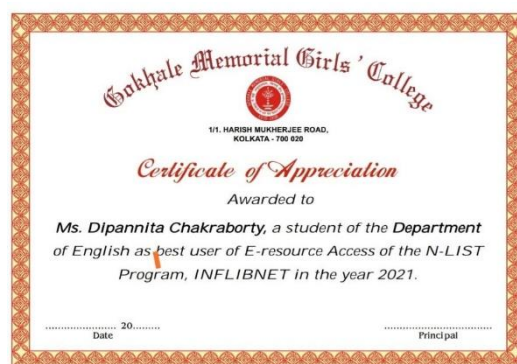 Gokhale Memorial Girls' College
1/1. HARISH MUKHERJEE ROAD,
KOLKATA - 700 020
Certificate of Appreciation
Awarded to
Ms. Dipannita Chakraborty, a student of the Department
of English as best user of E-resource Access of the N-LIST
Program, INFLIBNET in the year 2021.
..................... 20.........
Date
.............................
Principal